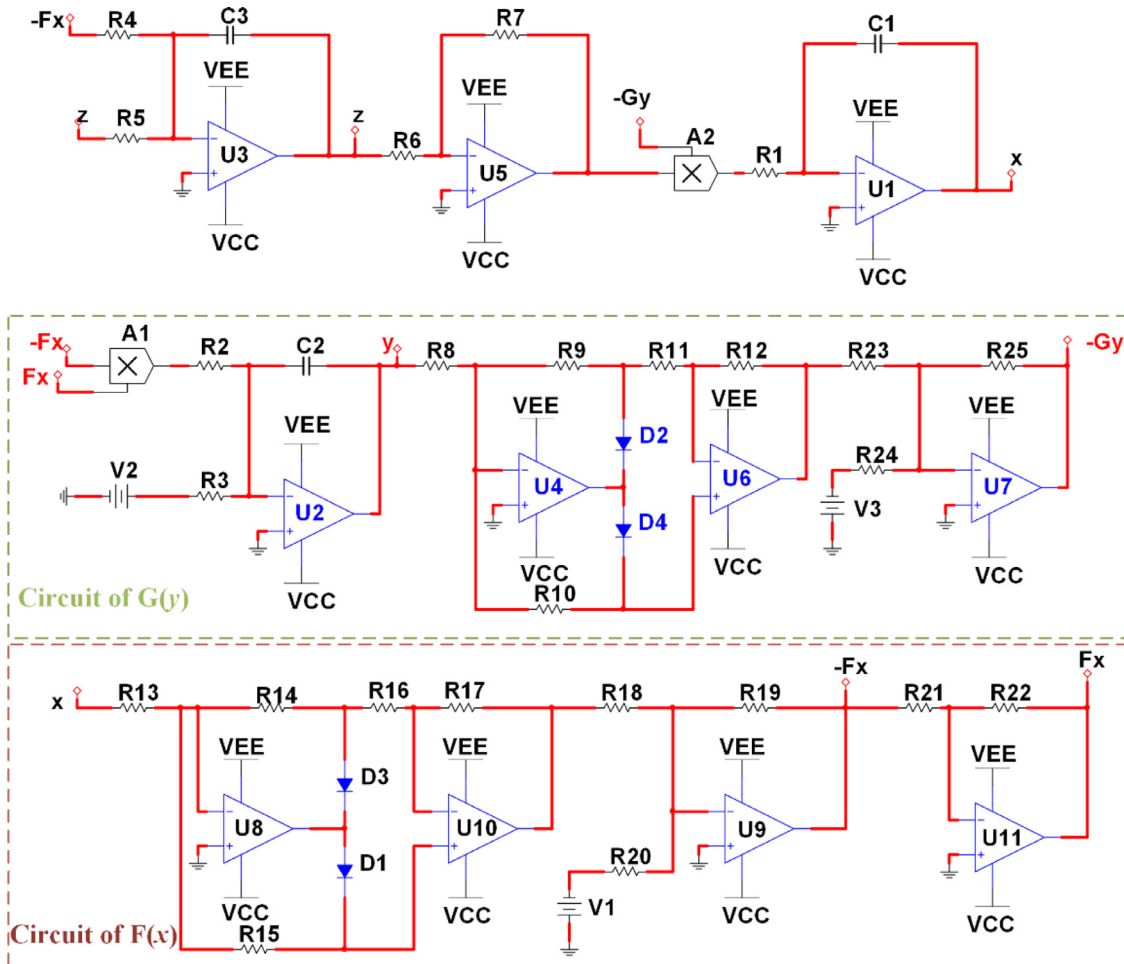 -Fx R4 C3 R7 C1
VEE VEE -Gy VEE
z R5 z R6 A2 R1 x
U3 U5 U1
VCC VCC VCC
-Fx A1 R2 C2 y R8 R9 R11 R12 R23 R25 -Gy
Fx
VEE VEE VEE VEE
D2
V2 R3 R24
U2 U4 U6 U7
D4 V3
VCC VCC VCC VCC
R10
Circuit of G(y)
x R13 R14 R16 R17 R18 -Fx R19 R21 R22 Fx
VEE VEE VEE VEE
D3
U8 U10 U9 U11
D1 R20
VCC VCC V1 VCC VCC
R15
Circuit of F(x)